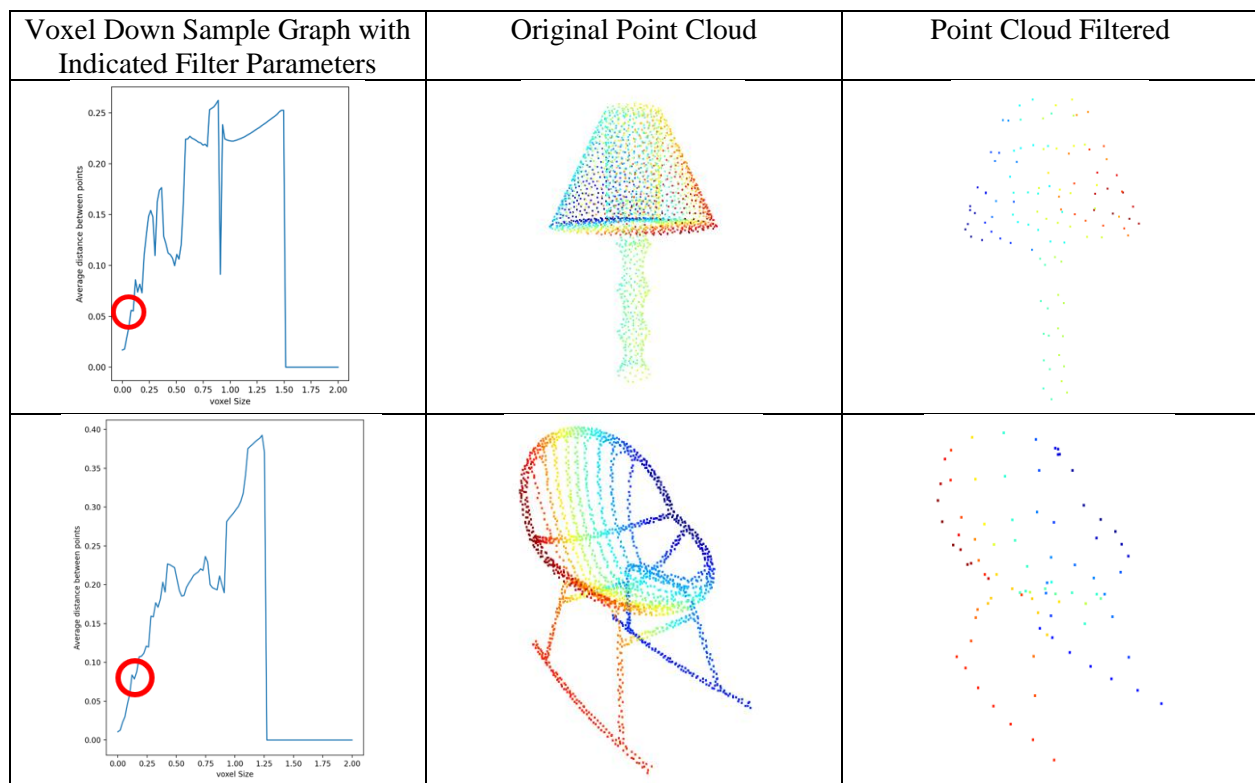 Voxel Down Sample Graph with
Indicated Filter Parameters
Original Point Cloud
Point Cloud Filtered
Average distance between points
0.25
0.20
0.15
0.10
0.05
0.00
0.00 0.25 0.50 0.75 1.00 1.25 1.50 1.75 2.00
voxel Size
Average distance between points
0.40
0.35
0.30
0.25
0.20
0.15
0.10
0.05
0.00
0.00 0.25 0.50 0.75 1.00 1.25 1.50 1.75 2.00
voxel Size